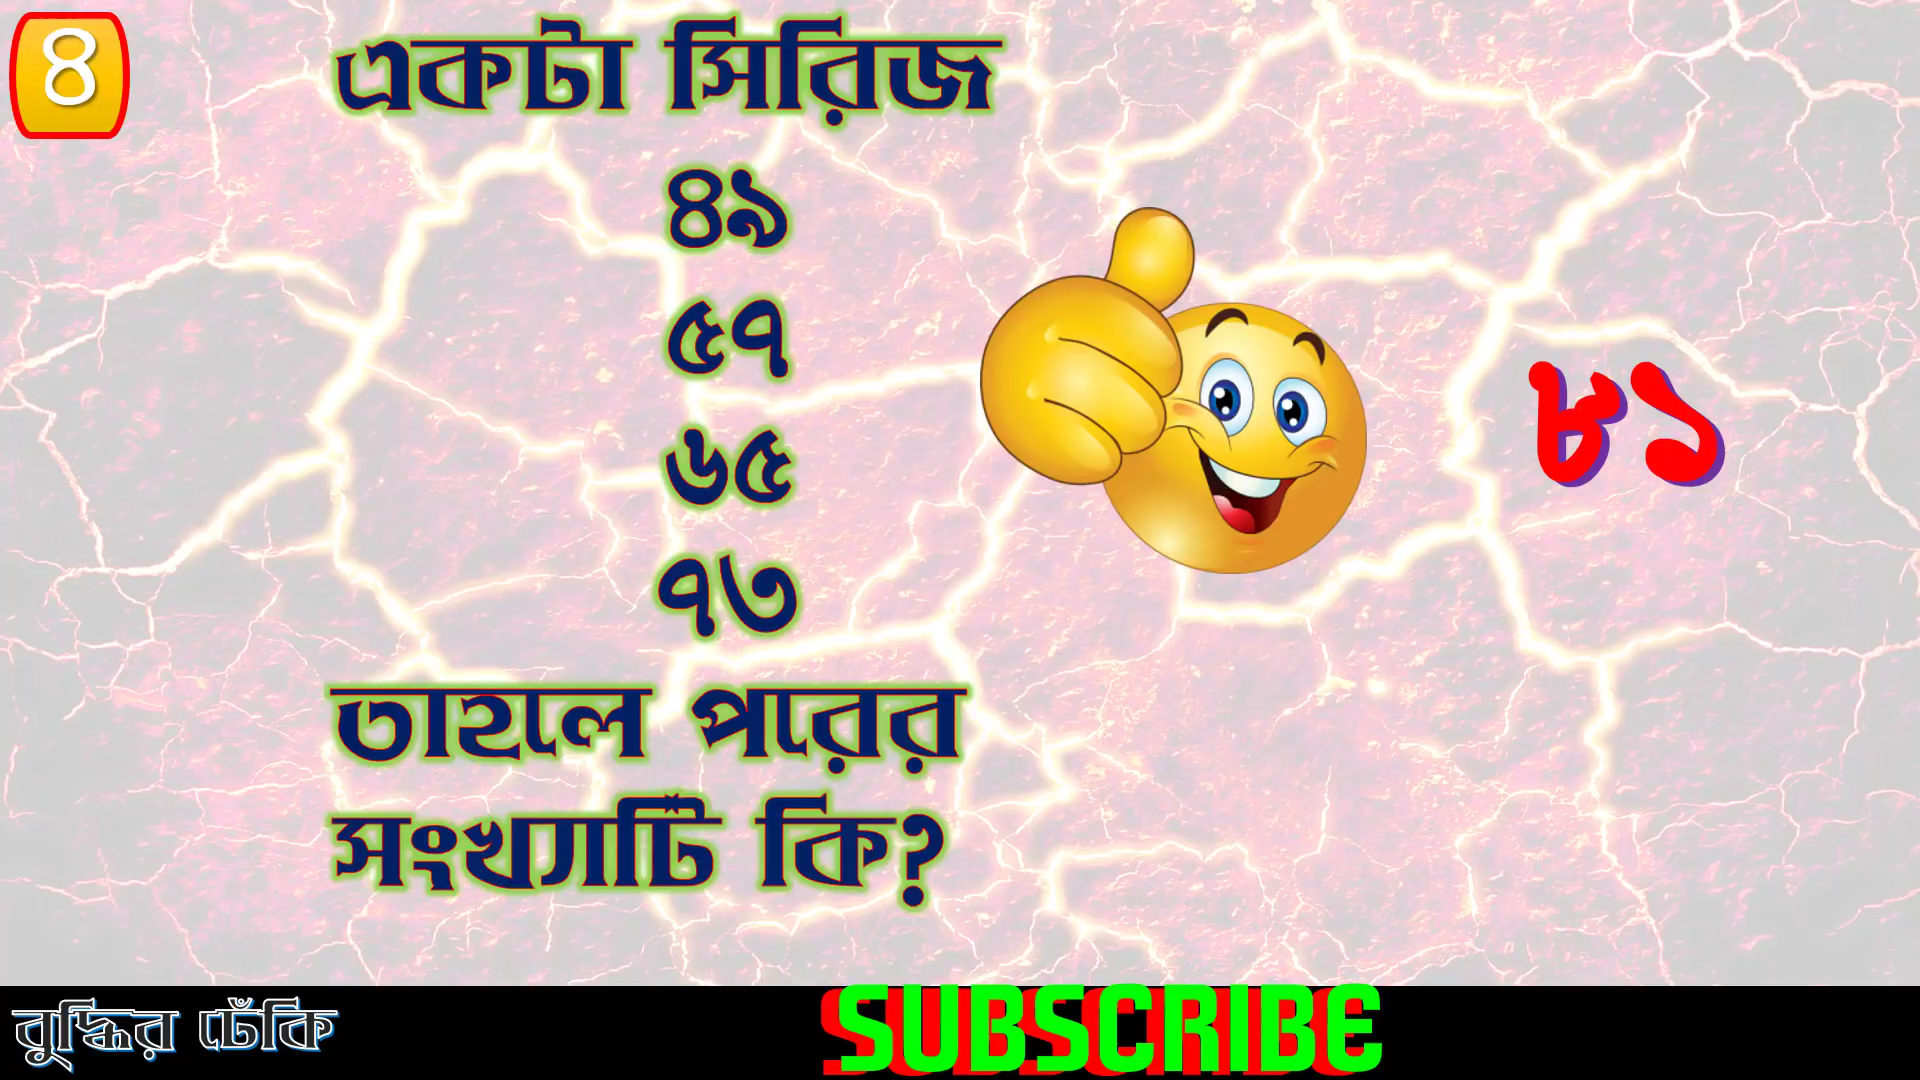 ৪
একটা সিরিজ
৪৯
৫৭
৬৫
৭৩
৮১
তাহলে পরের
সংখ্যাটি কি?
বুদ্ধির ঢেঁকি
SUBSCRIBE